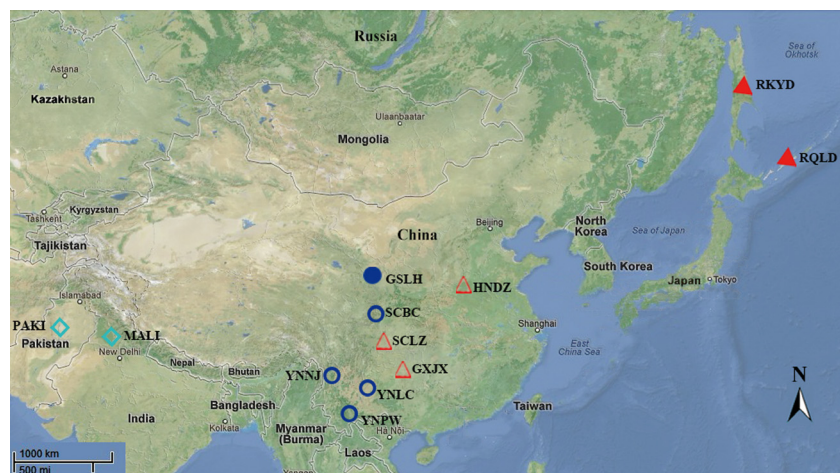 Russia
Sea of
Okhotsk
Astana
RKYD
Kazakhstan
Ulaanbaatar
Mongolia
RQLD
Kyrgyzstan
Tashkent
Beijing
North
Korea
Sea of Japan
China
Tajikistan
South Korea
Japan
Tokyo
GSLH
HNDZ
Islamabad
SCBC
PAKI
Pakistan
MALI
Shanghai
SCLZ
New Delhi
East
China Sea
Nepal
Bhutan
YNNJ
GXJX
YNLC
N
Bangladesh
Taiwan
India
Kolkata
YNPW
Myanmar
(Burma)
Hà Nội
Laos
1000 km
500 mi